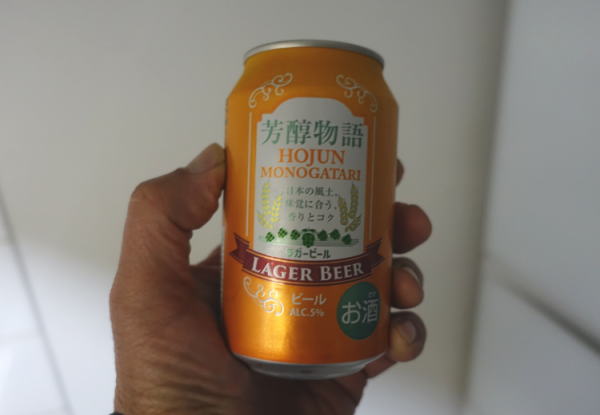 芳醇物語
HOJUN
MONOGATARI
日本の風土、
味覚に合う、
香りとコク
ラガービール
LAGER BEER
ビール
ALC.5%
お酒